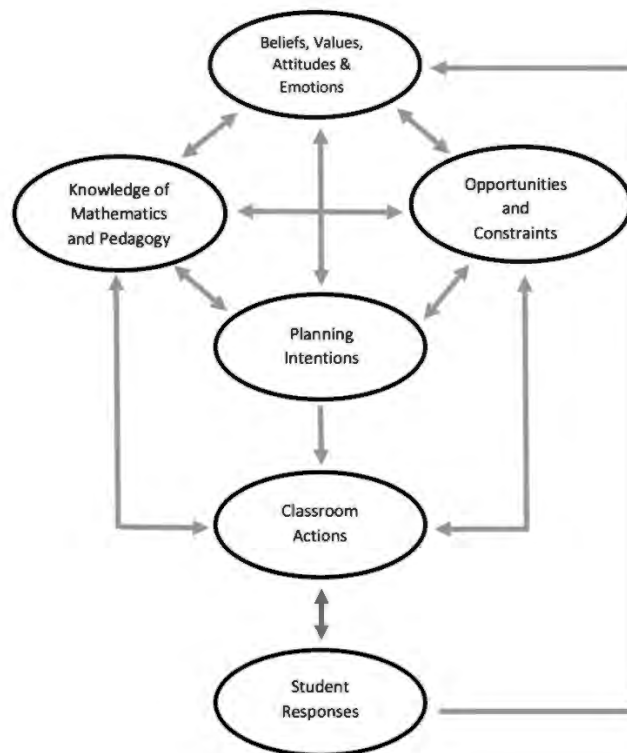 Beliefs, Values,
Attitudes &
Emotions
Knowledge of
Mathematics
and Pedagogy
Opportunities
and
Constraints
Planning
Intentions
Classroom
Actions
Student
Responses